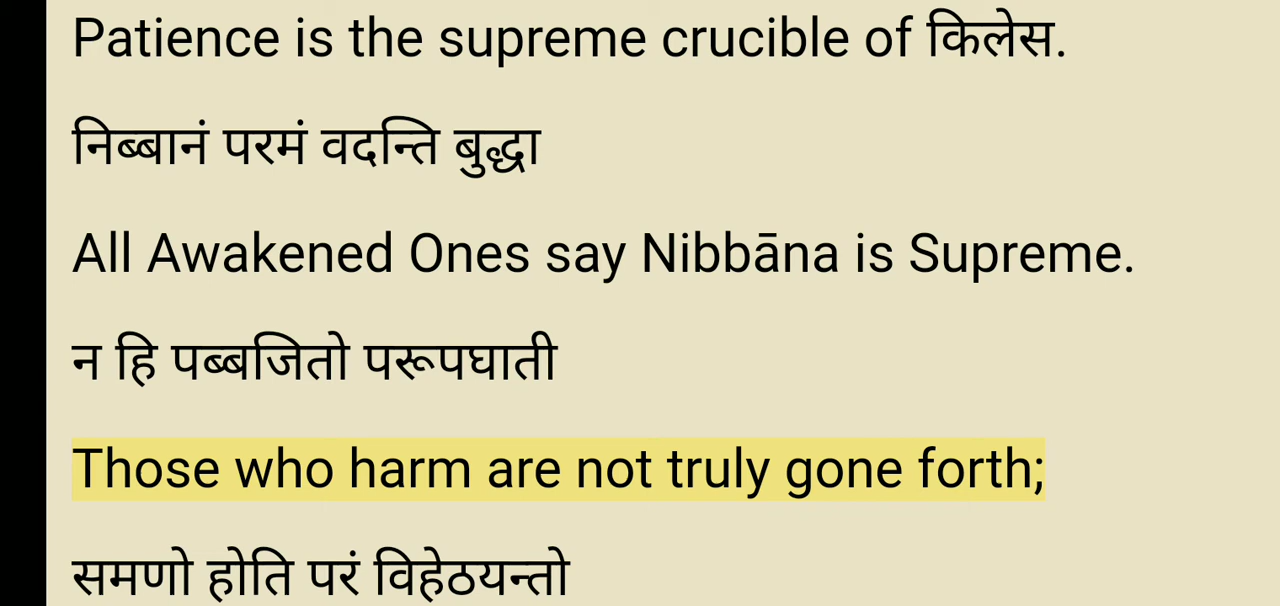 Patience is the supreme crucible of किलेस.
निब्बानं परमं वदन्ति बुद्धा
All Awakened Ones say Nibbāna is Supreme.
न हि पब्बजितो परूपघाती
Those who harm are not truly gone forth;
समणो होति परं विहेठयन्तो